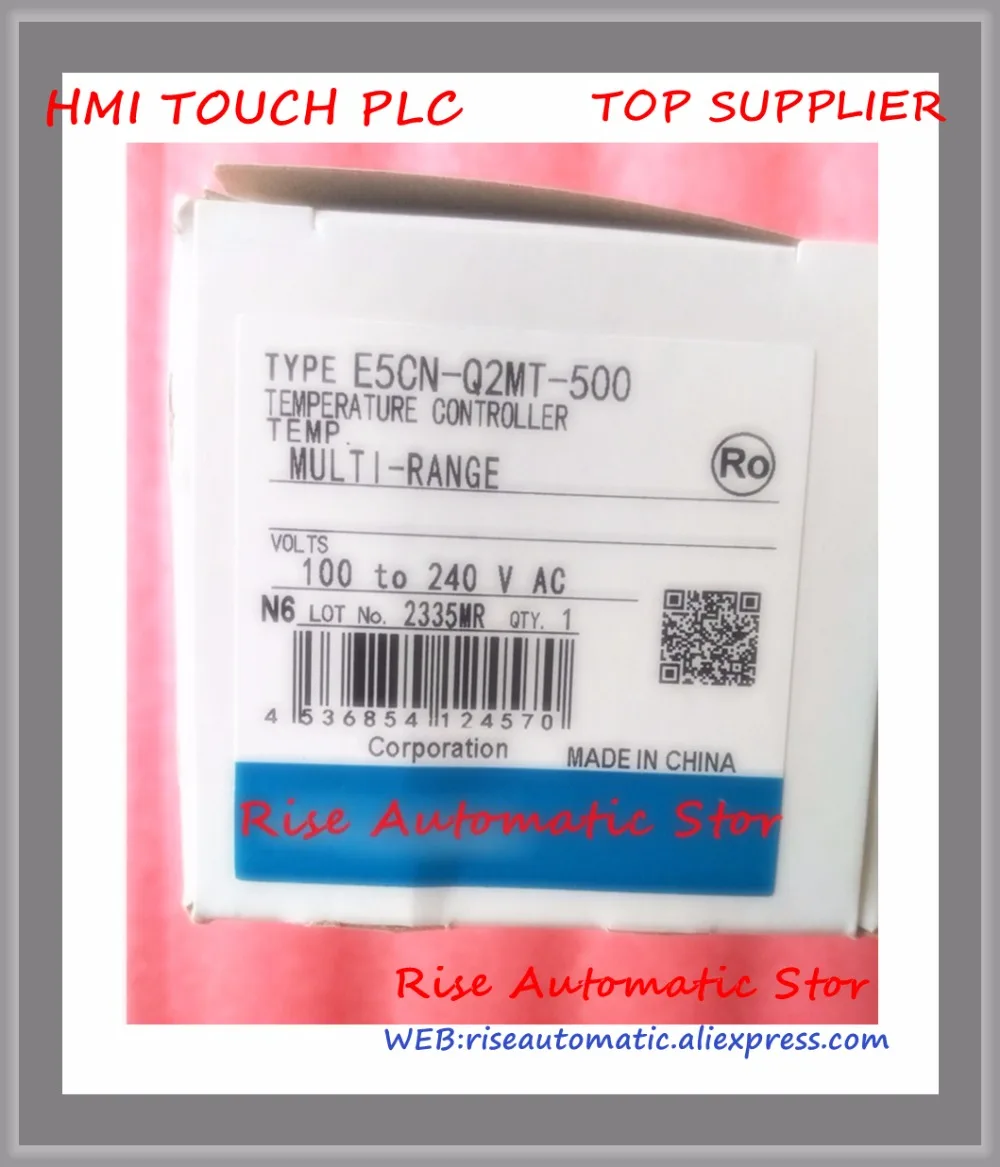 HMI TOUCH PLC TOP SUPPLIER
TYPE E5CN-Q2MT-500
TEMPERATURE CONTROLLER
TEMP.
MULTI-RANGE
Ro
VOLTS
100 to 240 V AC
N6 LOT No. 2335MR QTY. 1
4 536854 124570
Corporation MADE IN CHINA
Rise Automatic Stor
Rise Automatic Stor
WEB:riseautomatic.aliexpress.com